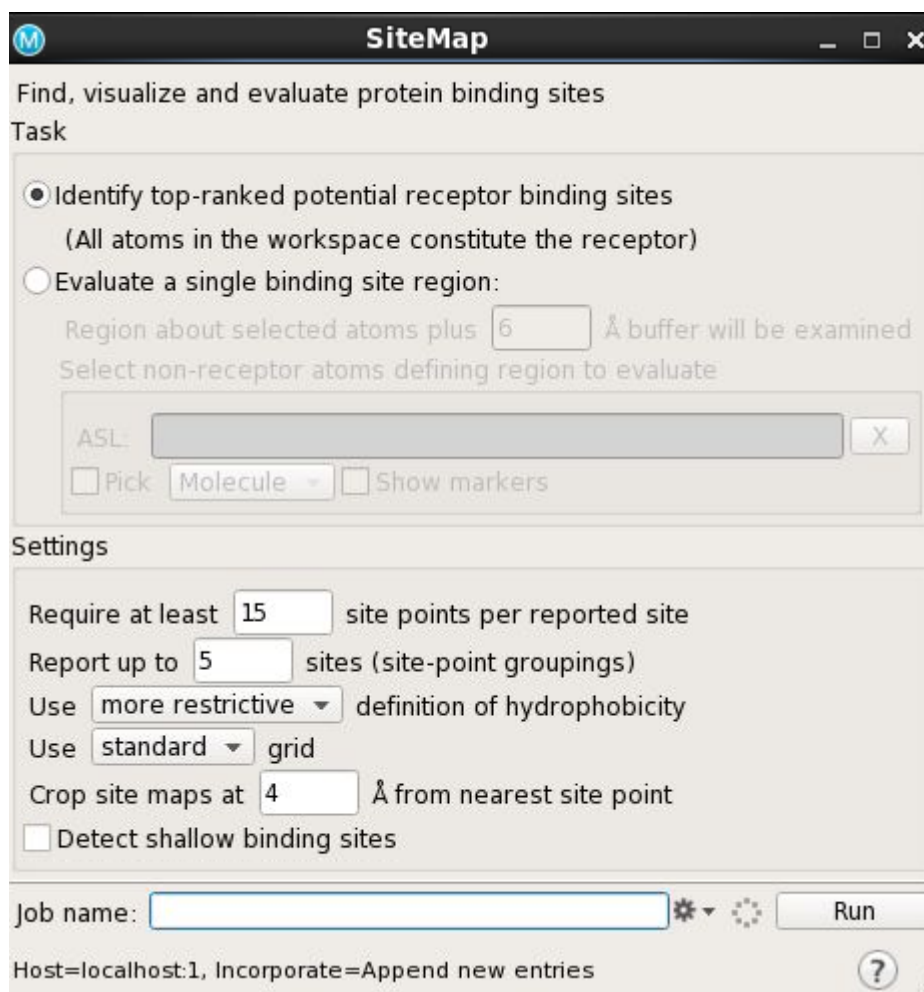 M SiteMap
Find, visualize and evaluate protein binding sites
Task
Identify top-ranked potential receptor binding sites
(All atoms in the workspace constitute the receptor)
Evaluate a single binding site region:
Region about selected atoms plus 6 Å buffer will be examined
Select non-receptor atoms defining region to evaluate
ASL: X
Pick Molecule Show markers
Settings
Require at least 15 site points per reported site
Report up to 5 sites (site-point groupings)
Use more restrictive definition of hydrophobicity
Use standard grid
Crop site maps at 4 Å from nearest site point
Detect shallow binding sites
Job name: Run
Host=localhost:1, Incorporate=Append new entries ?